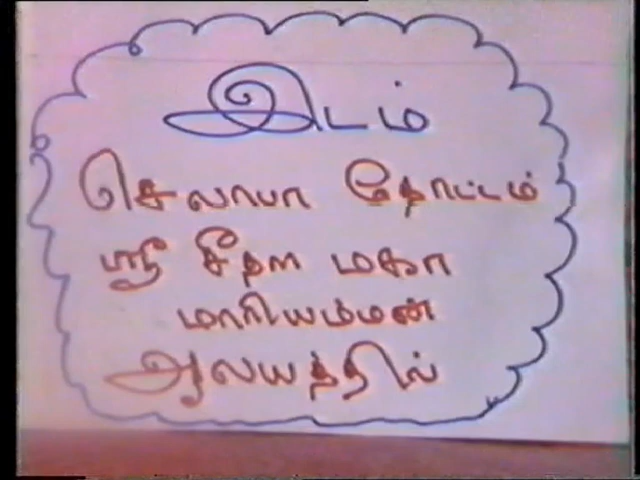 இடம்
செலாபா தோட்டம்
ஸ்ரீ சீதள மகா
மாரியம்மன்
ஆலயத்தில்